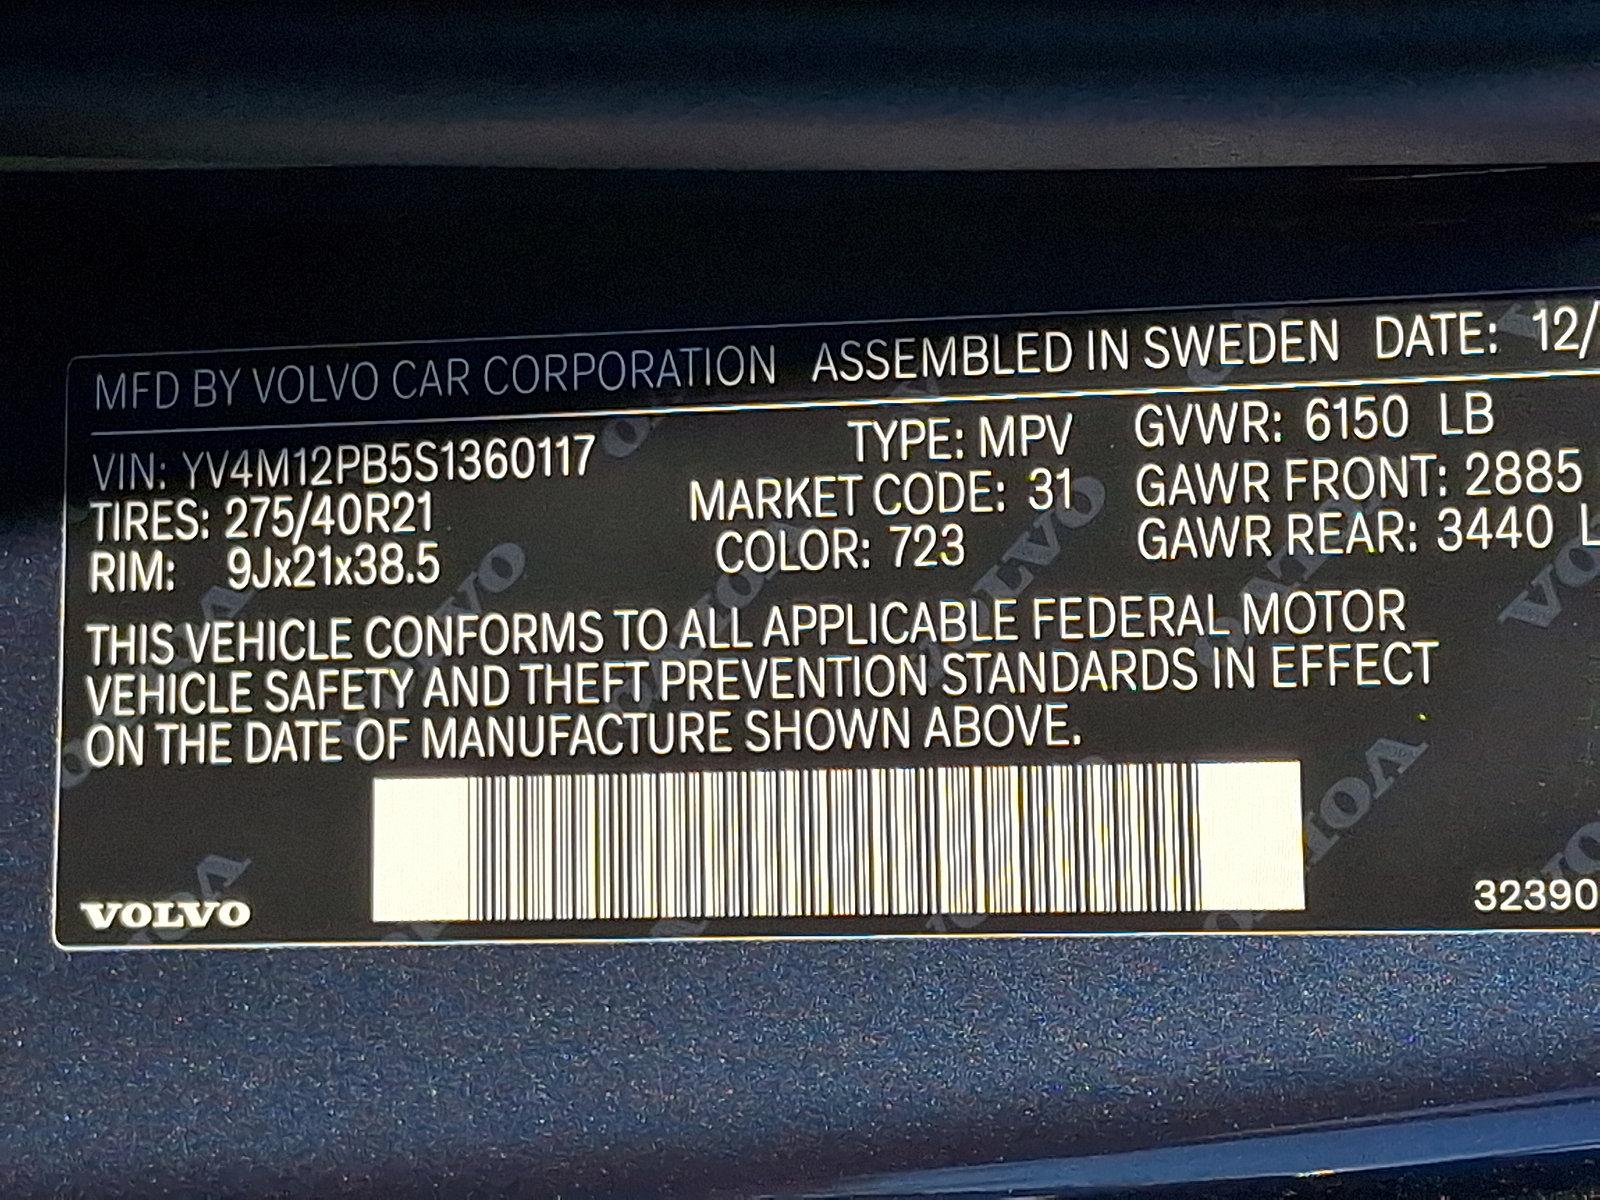 MFD BY VOLVO CAR CORPORATION ASSEMBLED IN SWEDEN DATE: 12/
VIN: YV4M12PB5S1360117 TYPE: MPV GVWR: 6150 LB
TIRES: 275/40R21 MARKET CODE: 31 GAWR FRONT: 2885
RIM: 9Jx21x38.5 COLOR: 723 GAWR REAR: 3440 L
THIS VEHICLE CONFORMS TO ALL APPLICABLE FEDERAL MOTOR
VEHICLE SAFETY AND THEFT PREVENTION STANDARDS IN EFFECT
ON THE DATE OF MANUFACTURE SHOWN ABOVE.
VOLVO
32390